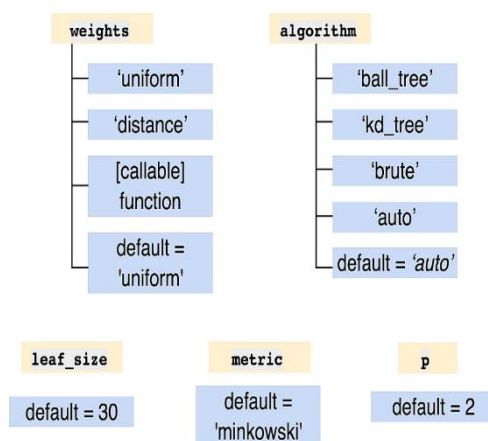 weights
‘uniform’
‘distance’
[callable]
function
default =
'uniform'
algorithm
‘ball_tree’
‘kd_tree’
‘brute’
‘auto’
default = ‘auto’
leaf_size
default = 30
metric
default =
'minkowski'
p
default = 2